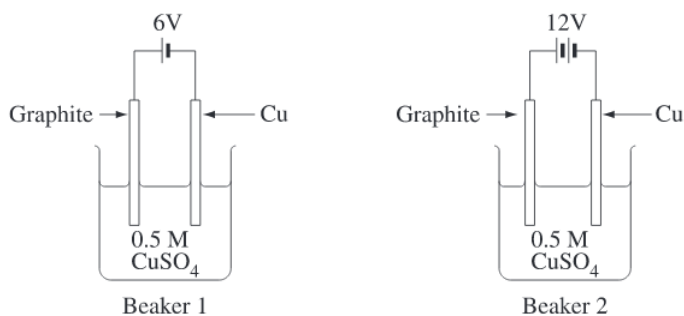 6V
Graphite
Cu
0.5 M
CuSO4
Beaker 1
12V
Graphite
Cu
0.5 M
CuSO4
Beaker 2